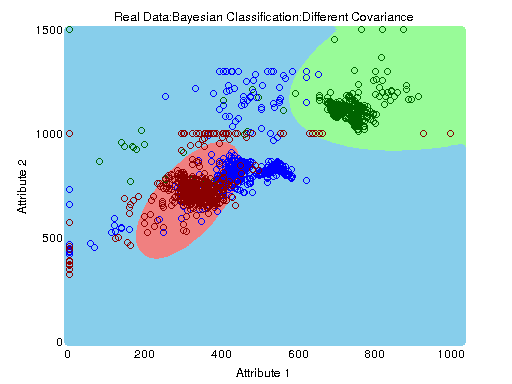 Real Data:Bayesian Classification:Different Covariance
1500
1000
500
0
Attribute 2
0 200 400 600 800 1000
Attribute 1